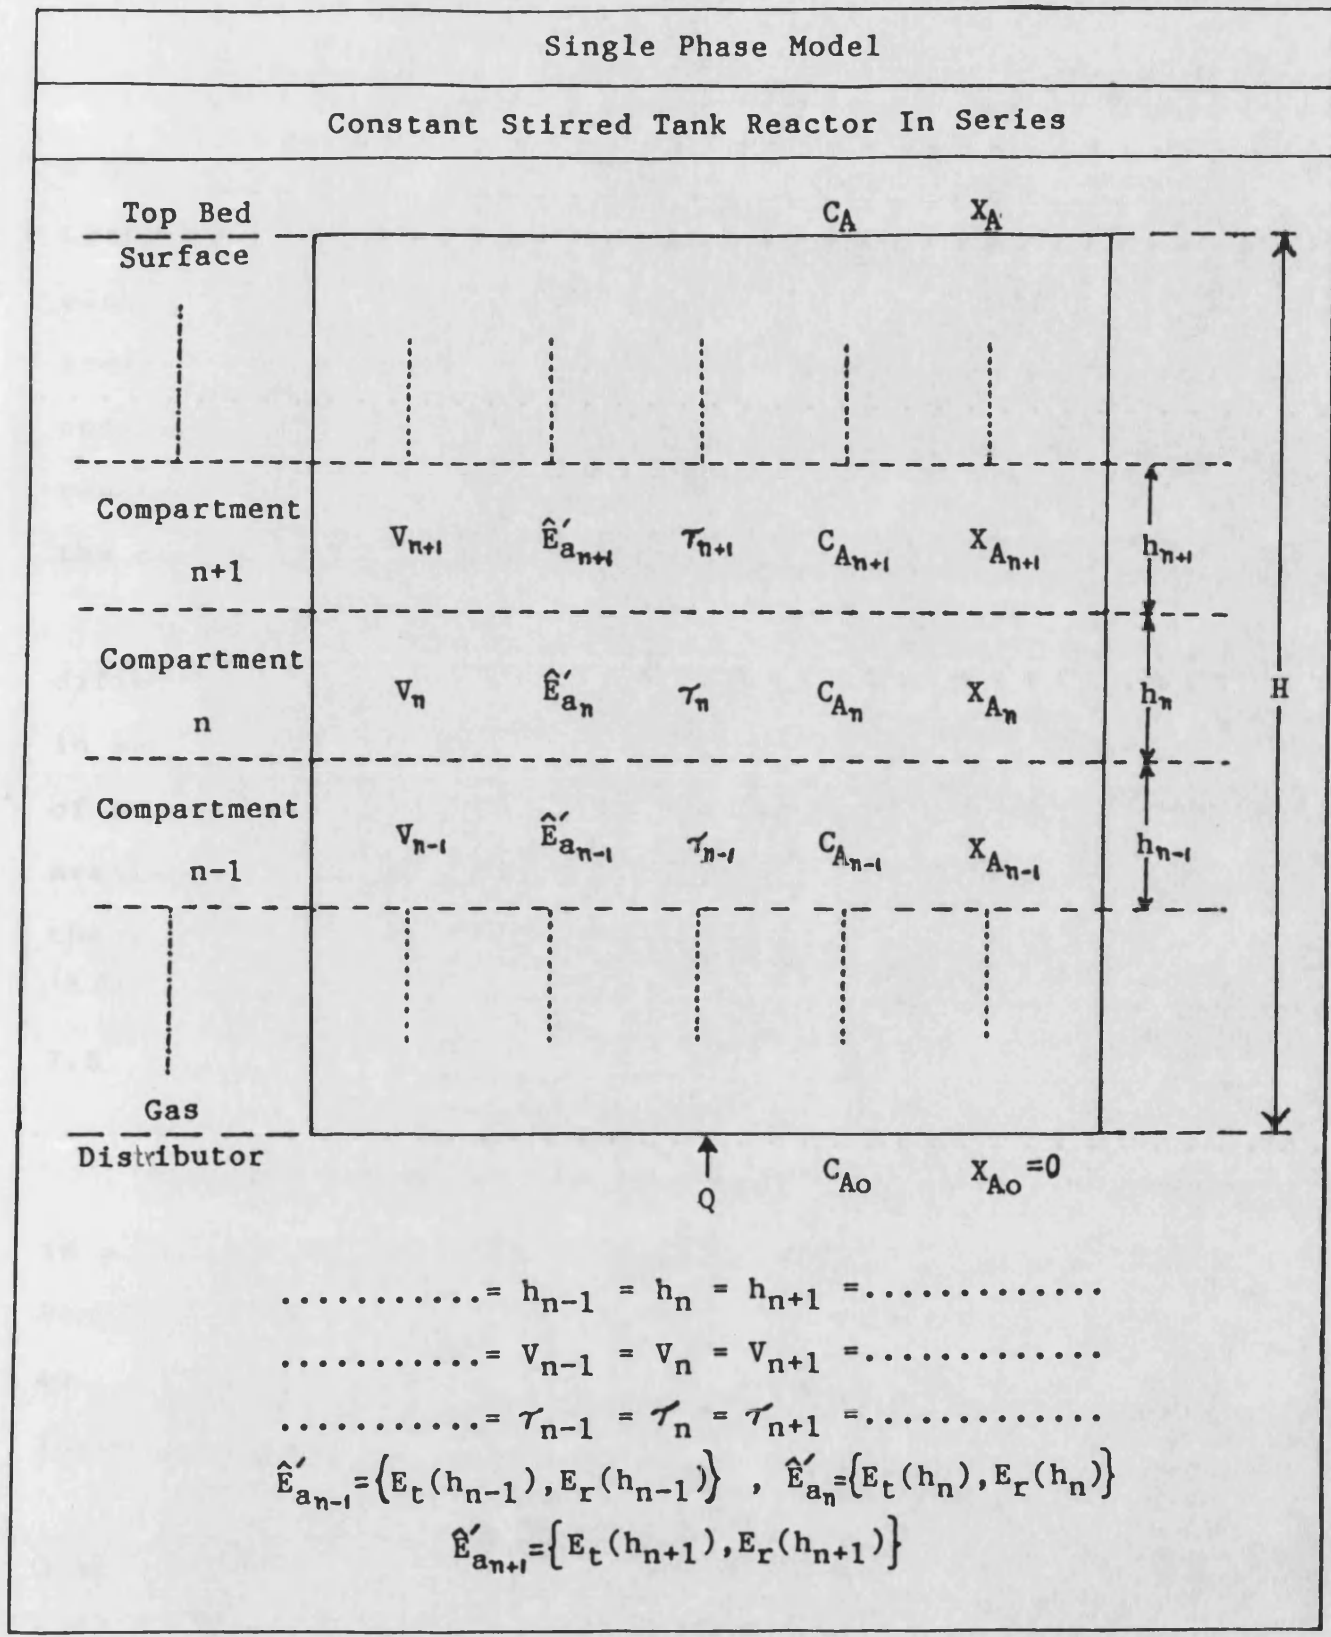 Single Phase Model
Constant Stirred Tank Reactor In Series
Top Bed
Surface
C_A X_A
Compartment
n+1
V_{n+1} Ê′_{a_{n+1}} τ_{n+1} C_{A_{n+1}} X_{A_{n+1}} h_{n+1}
Compartment
n
V_n Ê′_{a_n} τ_n C_{A_n} X_{A_n} h_n H
Compartment
n-1
V_{n-1} Ê′_{a_{n-1}} τ_{n-1} C_{A_{n-1}} X_{A_{n-1}} h_{n-1}
Gas
Distributor
Q C_{Ao} X_{Ao}=0
...........= h_{n-1} = h_n = h_{n+1} =.............
...........= V_{n-1} = V_n = V_{n+1} =.............
...........= τ_{n-1} = τ_n = τ_{n+1} =.............
Ê′_{a_{n-1}}={E_t(h_{n-1}),E_r(h_{n-1})} , Ê′_{a_n}={E_t(h_n),E_r(h_n)}
Ê′_{a_{n+1}}={E_t(h_{n+1}),E_r(h_{n+1})}